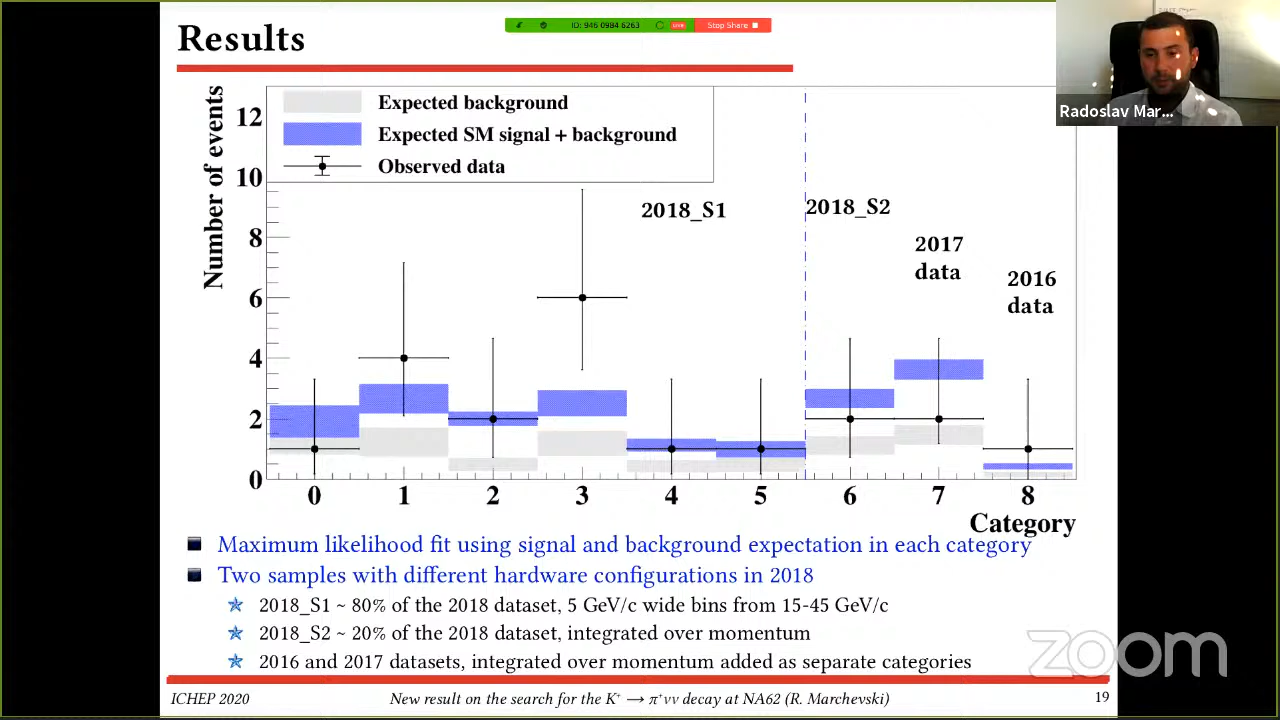 Results
ID: 946 0984 6263
LIVE
Stop Share
Radoslav Mar...
Expected background
Expected SM signal + background
Observed data
Number of events
12
10
8
6
4
2
0
2018_S1
2018_S2
2017
data
2016
data
0 1 2 3 4 5 6 7 8
Category
Maximum likelihood fit using signal and background expectation in each category
Two samples with different hardware configurations in 2018
2018_S1 ~ 80% of the 2018 dataset, 5 GeV/c wide bins from 15-45 GeV/c
2018_S2 ~ 20% of the 2018 dataset, integrated over momentum
2016 and 2017 datasets, integrated over momentum added as separate categories
zoom
ICHEP 2020
New result on the search for the K⁺ → π⁺νν decay at NA62 (R. Marchevski)
19